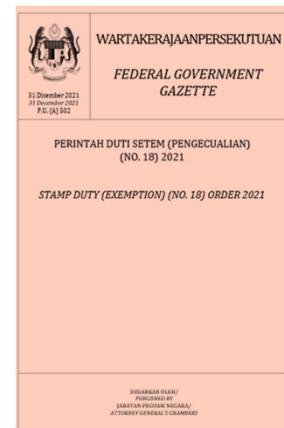 WARTAKERAJAANPERSEKUTUAN
FEDERAL GOVERNMENT
GAZETTE
31 Disember 2021
31 December 2021
P.U. (A) 502
PERINTAH DUTI SETEM (PENGECUALIAN)
(NO. 18) 2021
STAMP DUTY (EXEMPTION) (NO. 18) ORDER 2021
DISIARKAN OLEH/
PUBLISHED BY
JABATAN PEGUAM NEGARA/
ATTORNEY GENERAL'S CHAMBERS